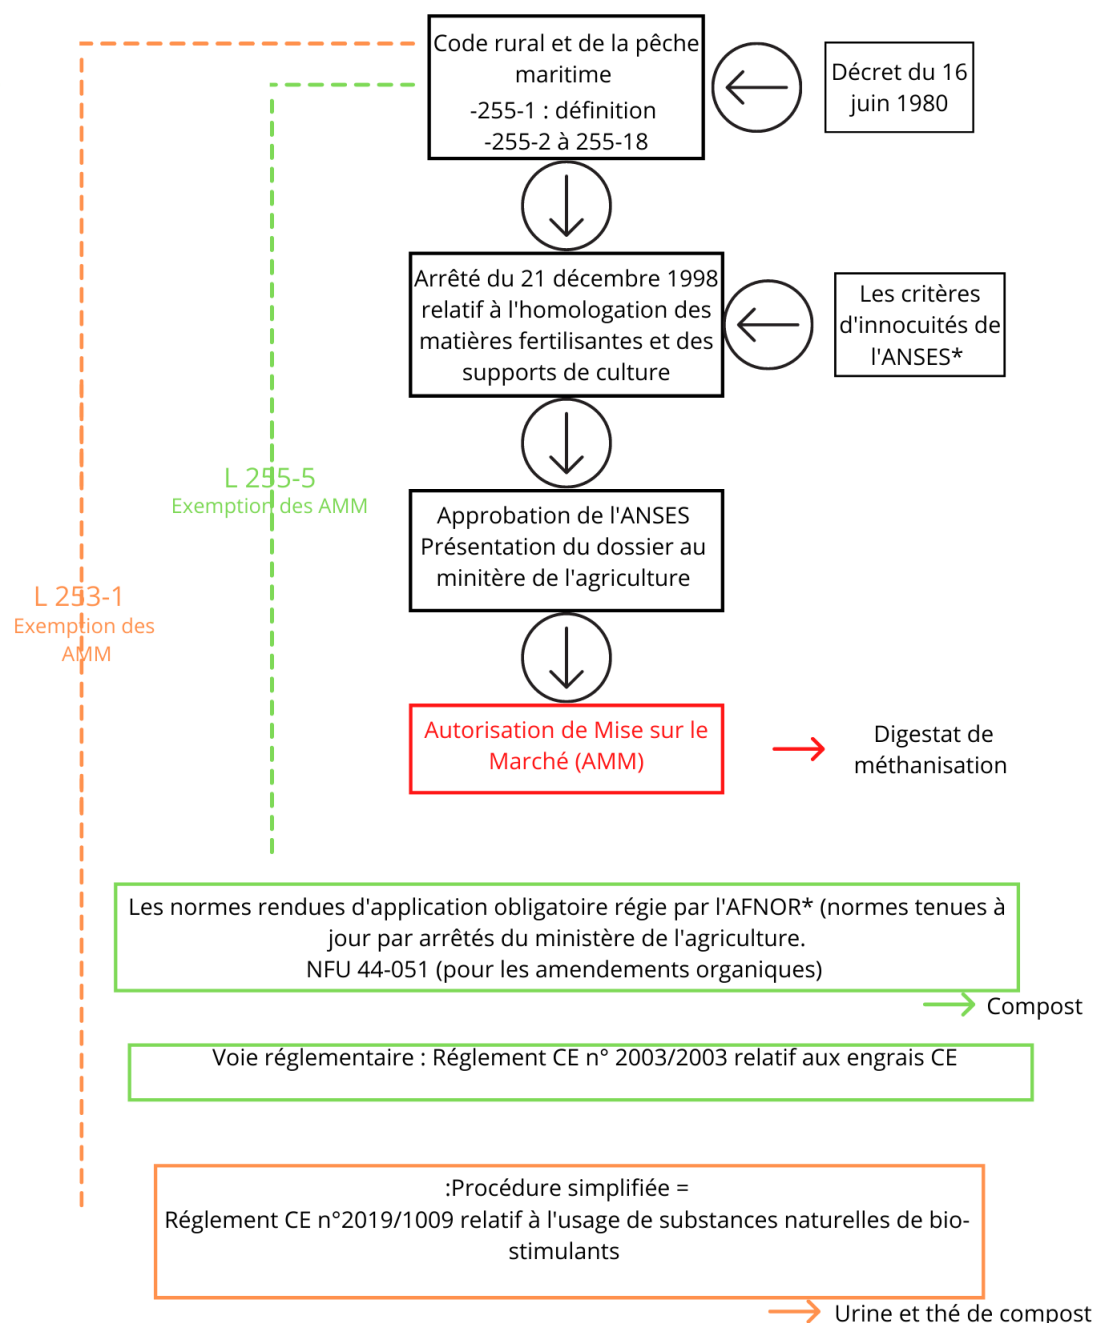 Code rural et de la pêche
maritime
-255-1 : définition
-255-2 à 255-18
Décret du 16
juin 1980
Arrêté du 21 décembre 1998
relatif à l'homologation des
matières fertilisantes et des
supports de culture
Les critères
d'innocuités de
l'ANSES*
L 255-5
Exemption des AMM
Approbation de l'ANSES
Présentation du dossier au
minitère de l'agriculture
L 253-1
Exemption des
AMM
Autorisation de Mise sur le
Marché (AMM)
Digestat de
méthanisation
Les normes rendues d'application obligatoire régie par l'AFNOR* (normes tenues à
jour par arrêtés du ministère de l'agriculture.
NFU 44-051 (pour les amendements organiques)
Compost
Voie réglementaire : Réglement CE n° 2003/2003 relatif aux engrais CE
:Procédure simplifiée =
Réglement CE n°2019/1009 relatif à l'usage de substances naturelles de bio-
stimulants
Urine et thé de compost